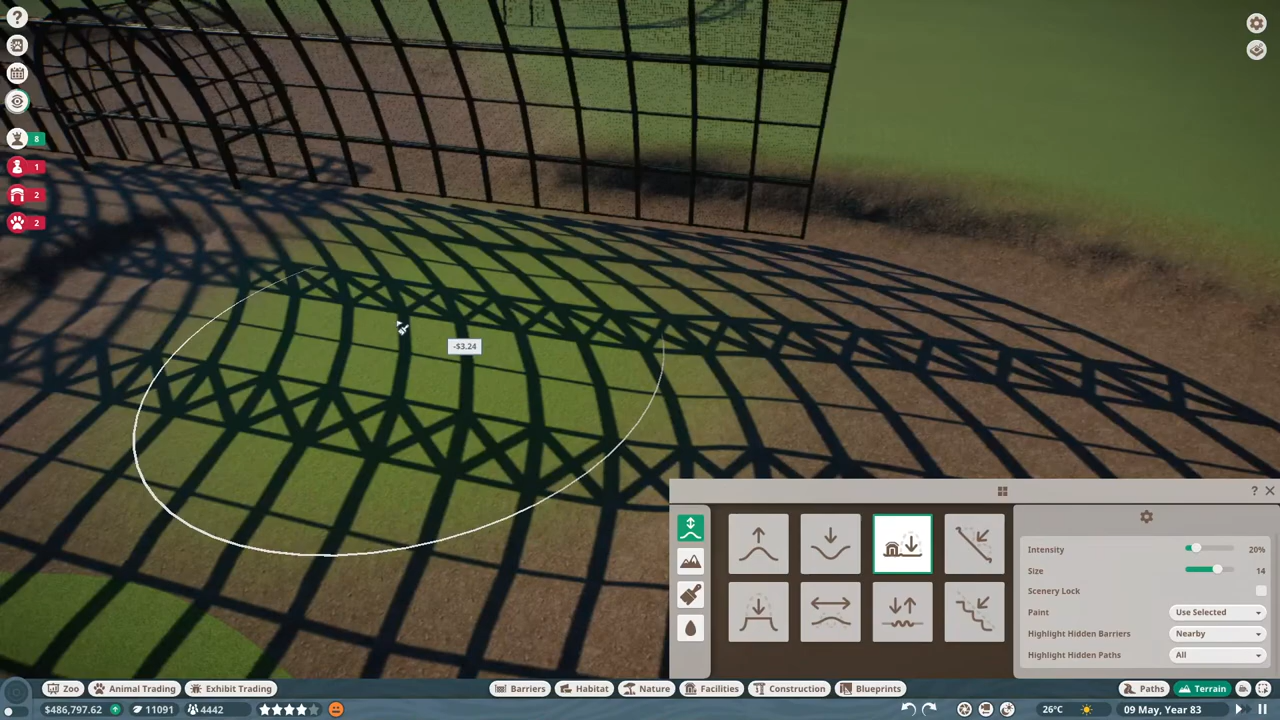 ?
8
1
2
2
-$3.24
? ×
Intensity 20%
Size 14
Scenery Lock
Paint Use Selected
Highlight Hidden Barriers Nearby
Highlight Hidden Paths All
Zoo Animal Trading Exhibit Trading Barriers Habitat Nature Facilities Construction Blueprints Paths Terrain
$486,797.62 11091 4442 26°C 09 May, Year 83